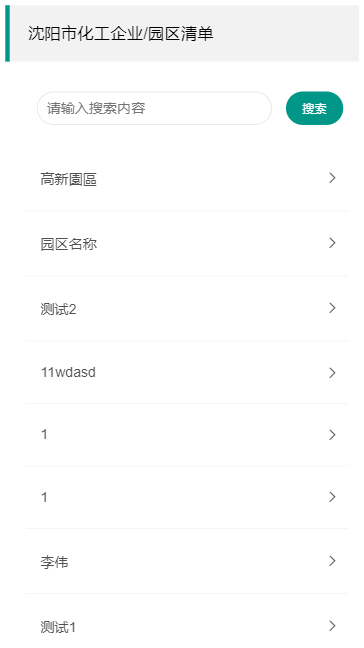 沈阳市化工企业/园区清单
请输入搜索内容
搜索
高新園區
园区名称
测试2
11wdasd
1
1
李伟
测试1